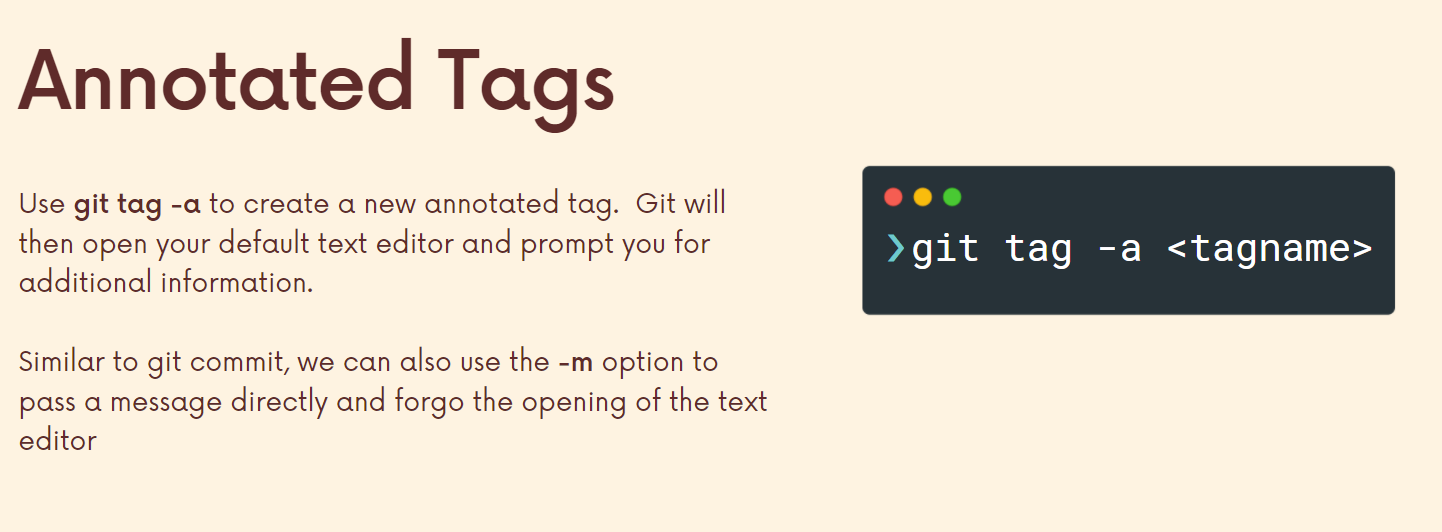 Annotated Tags
Use git tag -a to create a new annotated tag.  Git will
then open your default text editor and prompt you for
additional information.
Similar to git commit, we can also use the -m option to
pass a message directly and forgo the opening of the text
editor
❯git tag -a <tagname>